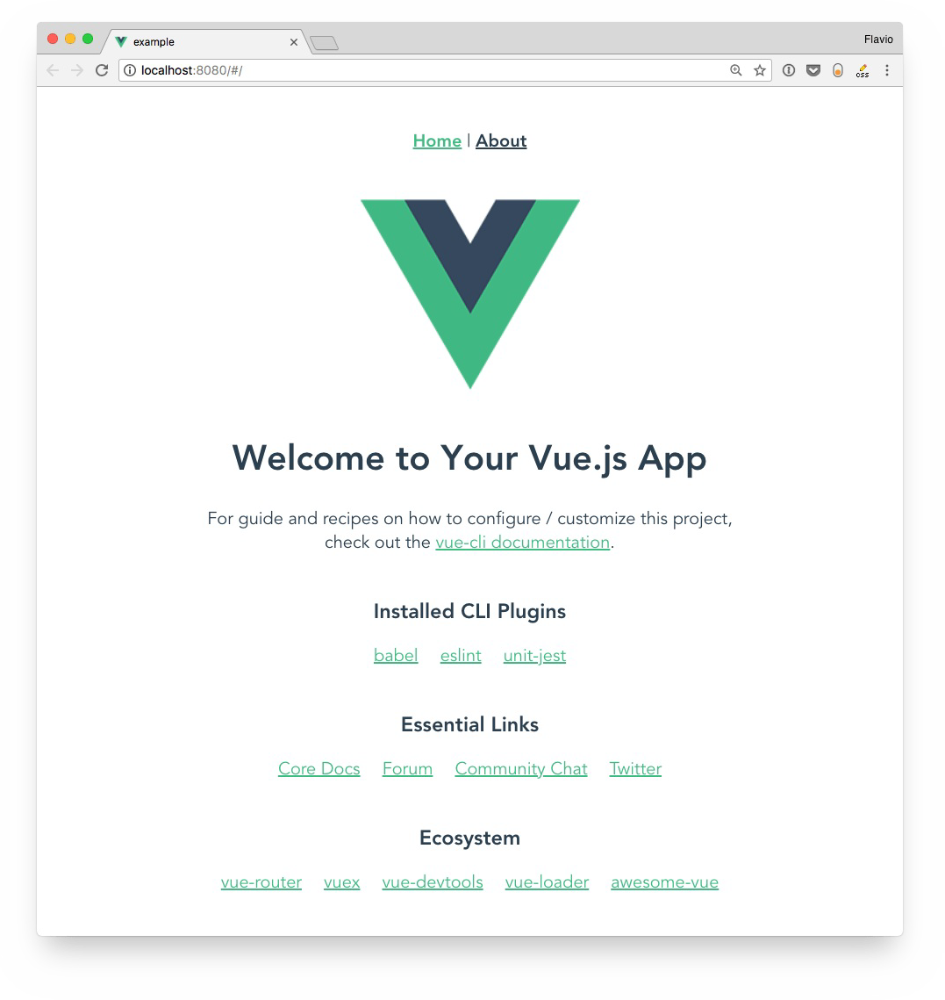 example
Flavio
localhost:8080/#/
css
Home | About
Welcome to Your Vue.js App
For guide and recipes on how to configure / customize this project,
check out the vue-cli documentation.
Installed CLI Plugins
babel eslint unit-jest
Essential Links
Core Docs Forum Community Chat Twitter
Ecosystem
vue-router vuex vue-devtools vue-loader awesome-vue